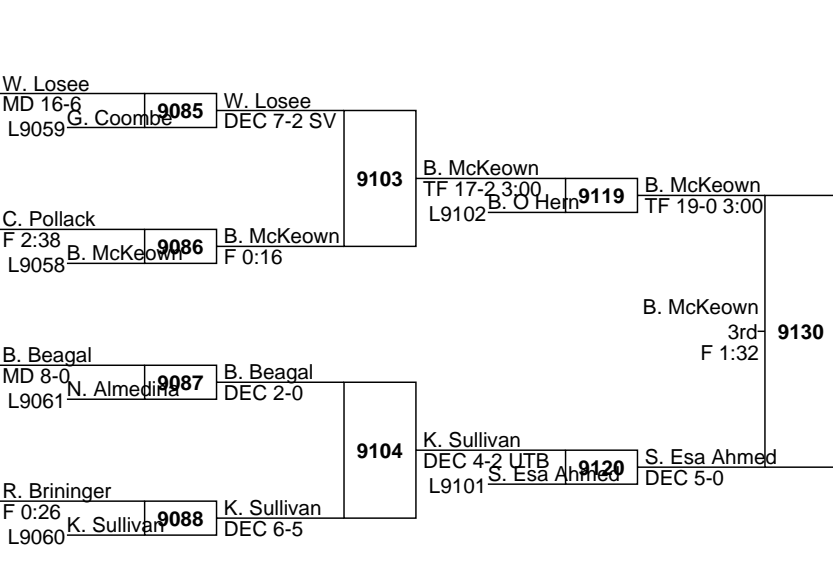 W. Losee
MD 16-6
L9059
G. Coombe
9085
W. Losee
DEC 7-2 SV
9103
B. McKeown
TF 17-2 3:00
L9102
B. O Hern
9119
B. McKeown
TF 19-0 3:00
C. Pollack
F 2:38
L9058
B. McKeown
9086
B. McKeown
F 0:16
B. McKeown
3rd
F 1:32
9130
B. Beagal
MD 8-0
L9061
N. Almedina
9087
B. Beagal
DEC 2-0
9104
K. Sullivan
DEC 4-2 UTB
L9101
S. Esa Ahmed
9120
S. Esa Ahmed
DEC 5-0
R. Brininger
F 0:26
L9060
K. Sullivan
9088
K. Sullivan
DEC 6-5